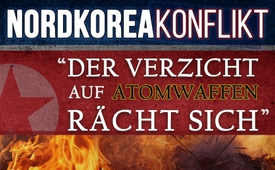 NORDKOREAKONFLIKT
“DER VERZICHT
AUF ATOMWAFFEN
RÄCHT SICH”